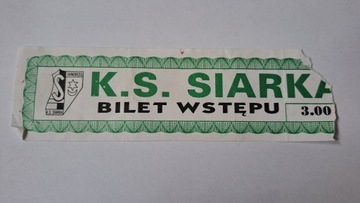 K.S. SIARKA
BILET WSTĘPU
3.00